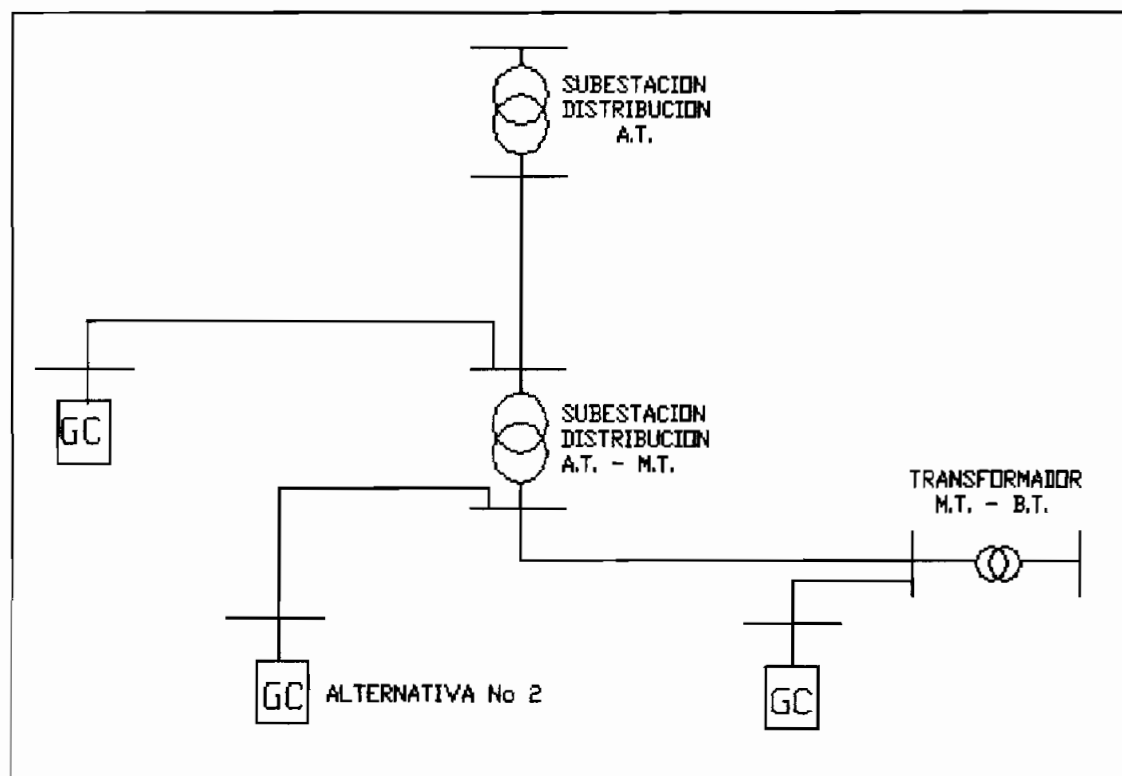 SUBESTACION
DISTRIBUCION
A.T.
GC
SUBESTACION
DISTRIBUCION
A.T. - M.T.
TRANSFORMADOR
M.T. - B.T.
GC
ALTERNATIVA No 2
GC